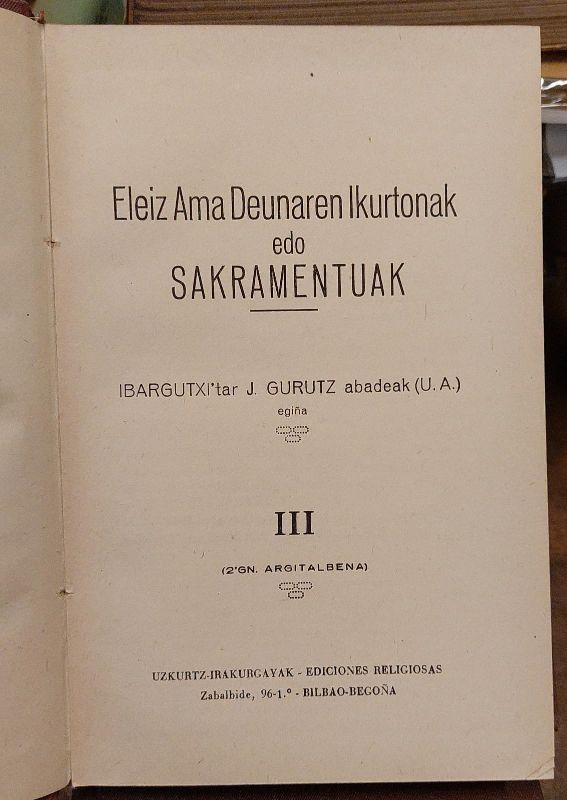 Eleiz Ama Deunaren Ikurtonak
edo
SAKRAMENTUAK
IBARGUTXI'tar J. GURUTZ abadeak (U. A.)
egiña
III
(2'GN. ARGITALBENA)
UZKURTZ-IRAKURGAYAK - EDICIONES RELIGIOSAS
Zabalbide, 96-1.º - BILBAO-BEGOÑA